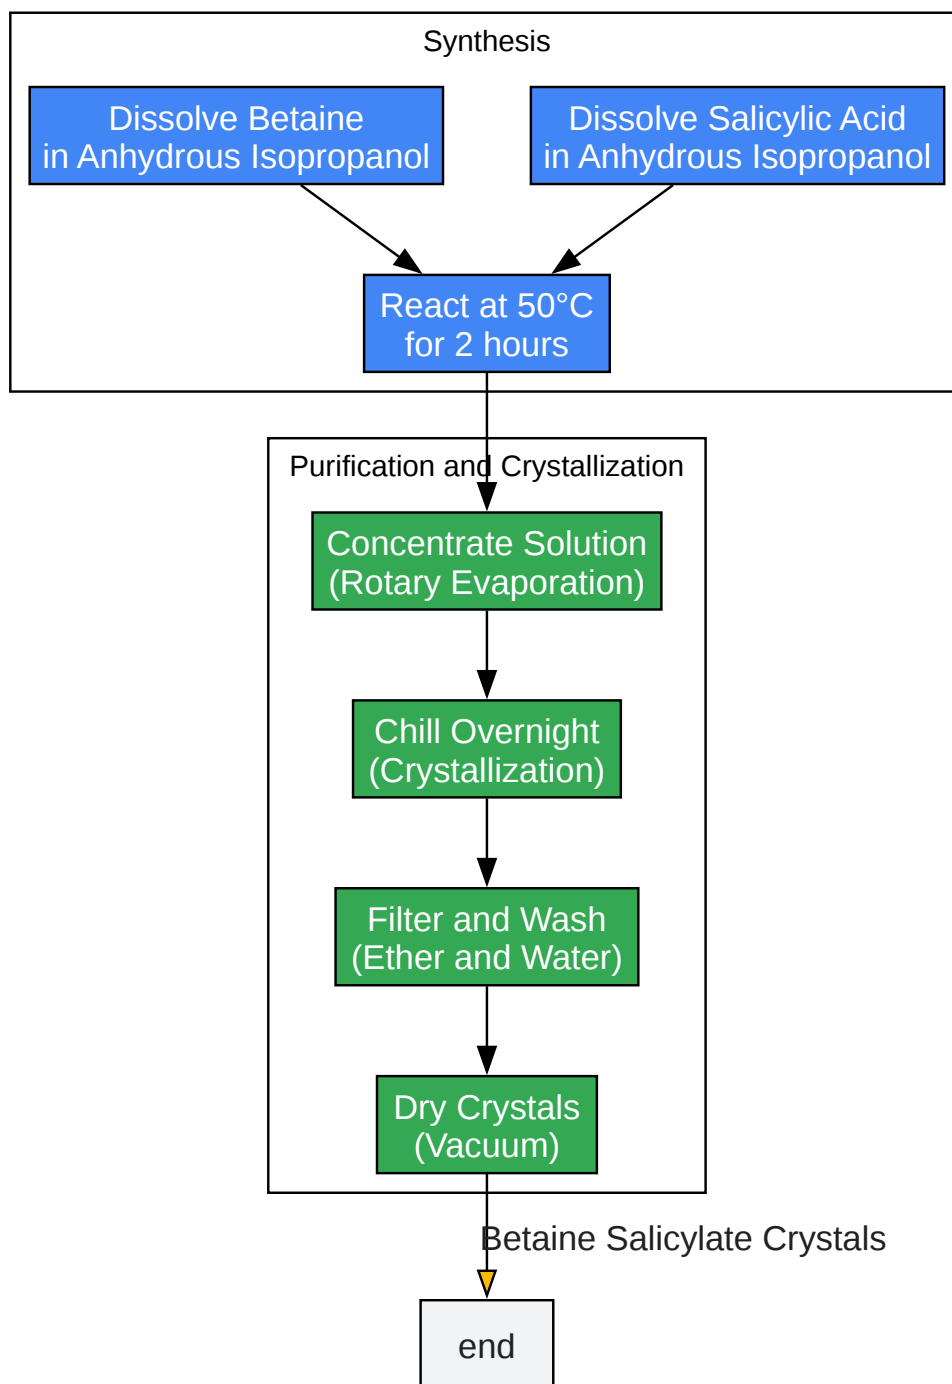 Synthesis
Dissolve Betaine
in Anhydrous Isopropanol
Dissolve Salicylic Acid
in Anhydrous Isopropanol
React at 50°C
for 2 hours
Purification and Crystallization
Concentrate Solution
(Rotary Evaporation)
Chill Overnight
(Crystallization)
Filter and Wash
(Ether and Water)
Dry Crystals
(Vacuum)
Betaine Salicylate Crystals
end